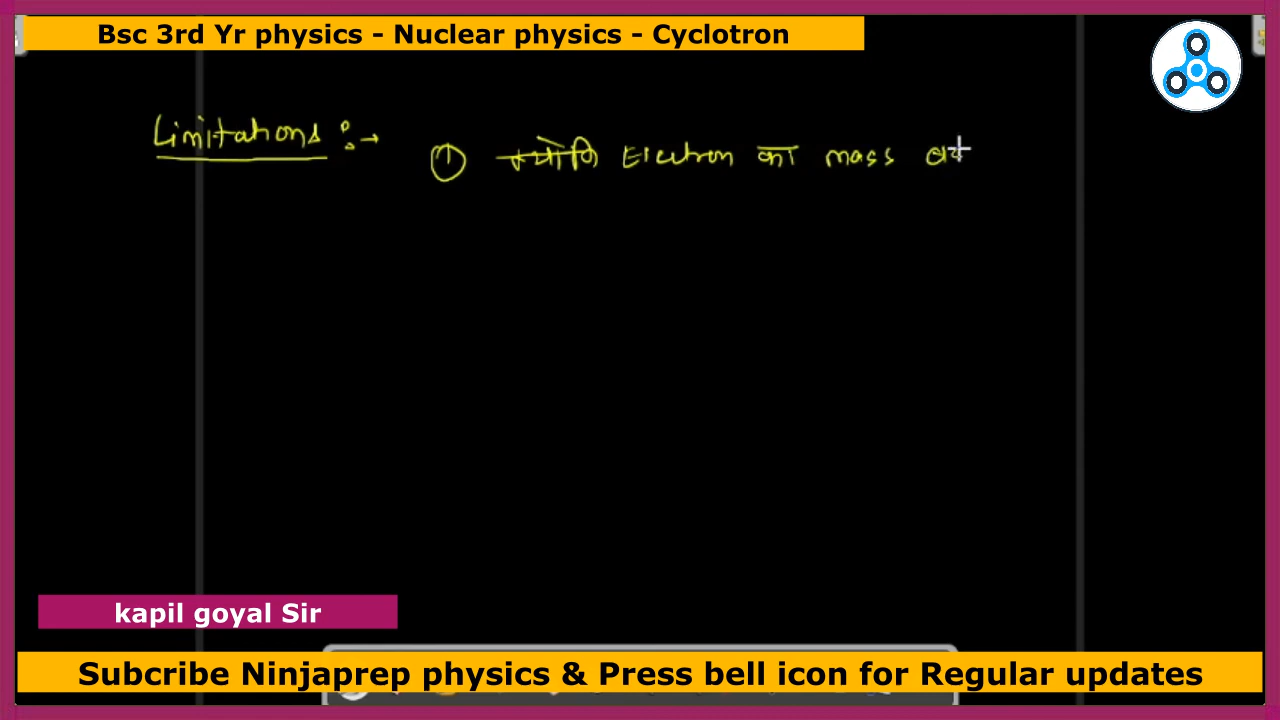 Bsc 3rd Yr physics - Nuclear physics - Cyclotron
Limitations :→ ① क्योकि Electron का mass
kapil goyal Sir
Subcribe Ninjaprep physics & Press bell icon for Regular updates